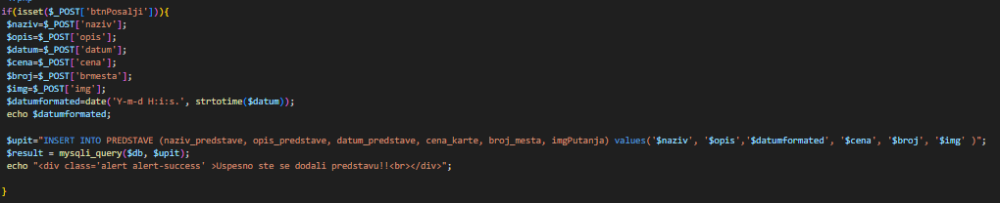 if(isset($_POST['btnPosalji'])){
$naziv=$_POST['naziv'];
$opis=$_POST['opis'];
$datum=$_POST['datum'];
$cena=$_POST['cena'];
$broj=$_POST['brmesta'];
$img=$_POST['img'];
$datumformated=date('Y-m-d H:i:s.', strtotime($datum));
echo $datumformated;
$upit="INSERT INTO PREDSTAVE (naziv_predstave, opis_predstave, datum_predstave, cena_karte, broj_mesta, imgPutanja) values('$naziv', '$opis','$datumformated', '$cena', '$broj', '$img' )";
$result = mysqli_query($db, $upit);
echo "<div class='alert alert-success' >Uspesno ste se dodali predstavu!!<br></div>";
}